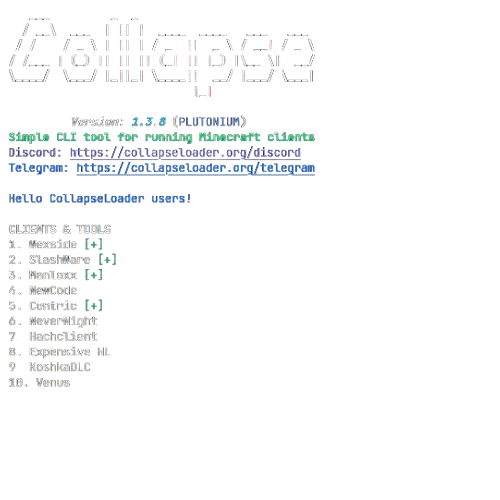 Collapse
Version: 1.3.8 (PLUTONIUM)
Simple CLI tool for running Minecraft clients
Discord: https://collapseloader.org/discord
Telegram: https://collapseloader.org/telegram
Hello CollapseLoader users!
CLIENTS & TOOLS
1. Wexside [+]
2. SlashWare [+]
3. Monloxx [+]
4. NewCode
5. Centric [+]
6. NeverNight
7. Hachclient
8. Expensive NL
9. KoshkaDLC
10. Venus